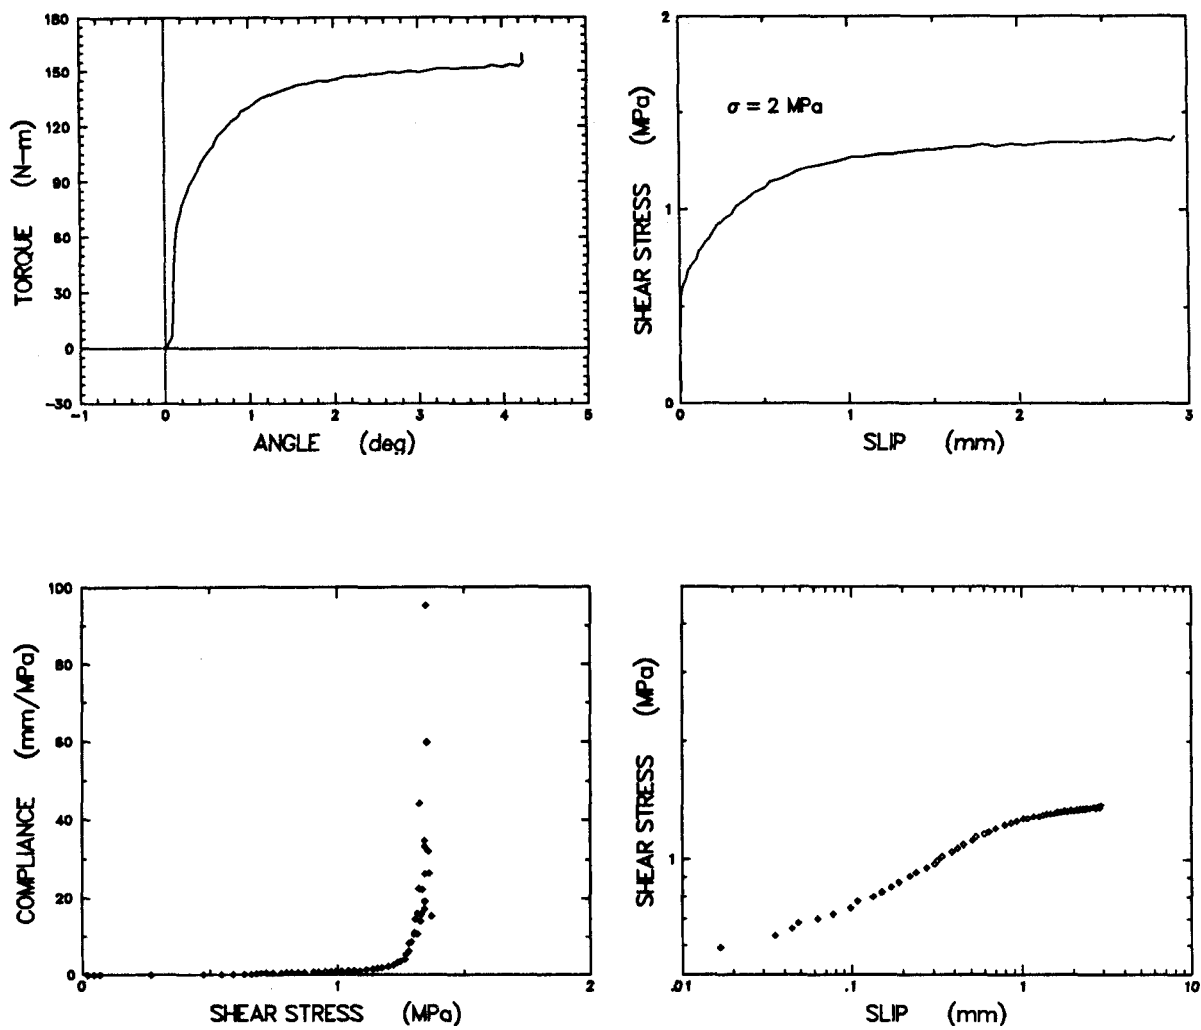 180
150
120
90
60
30
0
-30
TORQUE (N-m)
-1 0 1 2 3 4 5
ANGLE (deg)
2
1
0
SHEAR STRESS (MPa)
σ = 2 MPa
0 1 2 3
SLIP (mm)
100
80
60
40
20
0
COMPLIANCE (mm/MPa)
0 1 2
SHEAR STRESS (MPa)
1
SHEAR STRESS (MPa)
.01 0.1 1 10
SLIP (mm)